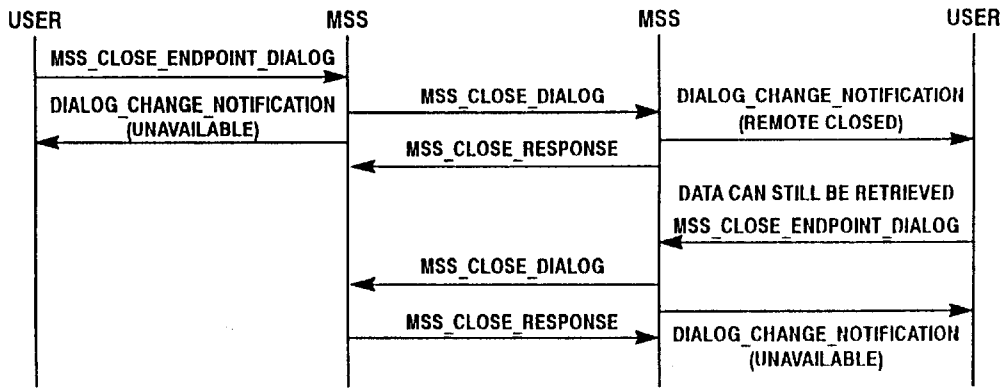 USER
MSS
MSS
USER
MSS_CLOSE_ENDPOINT_DIALOG
DIALOG_CHANGE_NOTIFICATION
(UNAVAILABLE)
MSS_CLOSE_DIALOG
DIALOG_CHANGE_NOTIFICATION
(REMOTE CLOSED)
MSS_CLOSE_RESPONSE
DATA CAN STILL BE RETRIEVED
MSS_CLOSE_ENDPOINT_DIALOG
MSS_CLOSE_DIALOG
MSS_CLOSE_RESPONSE
DIALOG_CHANGE_NOTIFICATION
(UNAVAILABLE)